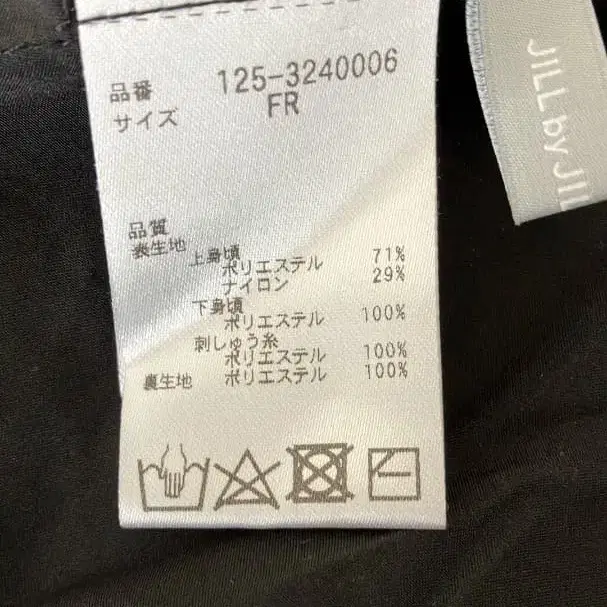 品番 125-3240006
サイズ FR
品質
表生地
上身頃
ポリエステル 71%
ナイロン 29%
下身頃
ポリエステル 100%
刺しゅう糸
ポリエステル 100%
裏生地 ポリエステル 100%
JILL by JIL